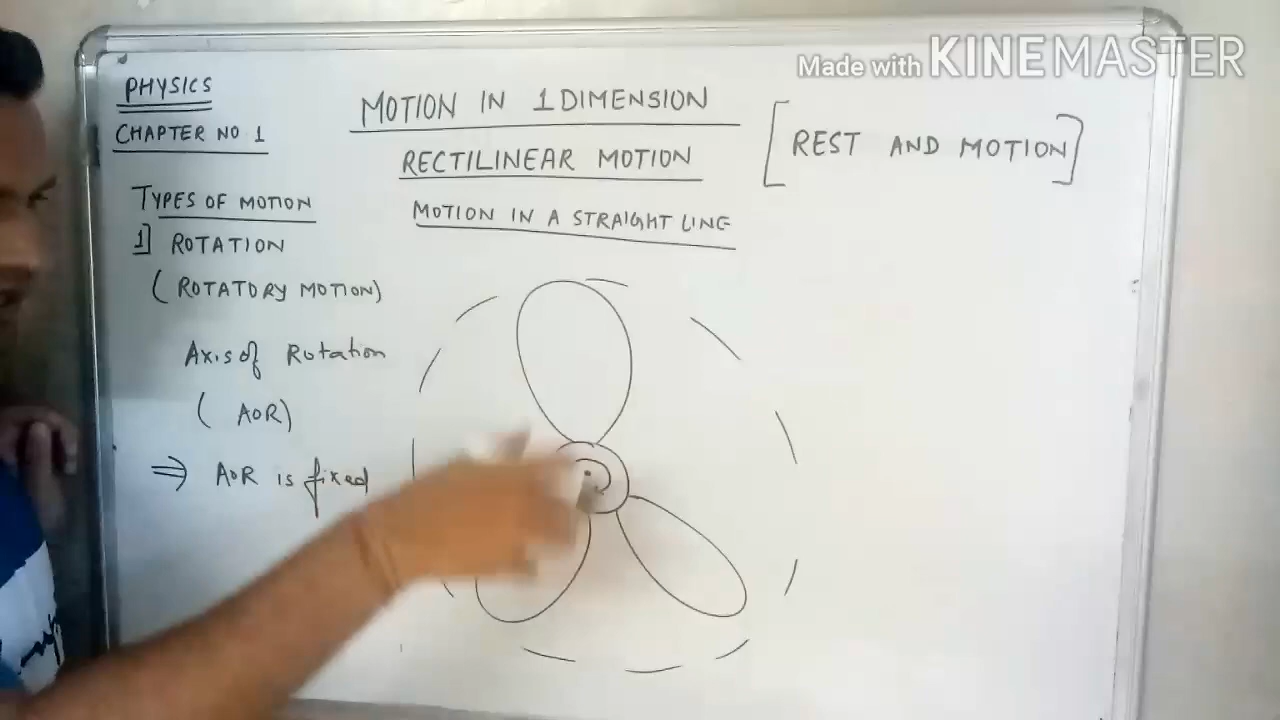 Made with KINEMASTER
PHYSICS
CHAPTER NO 1
MOTION IN 1 DIMENSION
RECTILINEAR MOTION
MOTION IN A STRAIGHT LINE
[REST AND MOTION]
TYPES OF MOTION
1] ROTATION
(ROTATORY MOTION)
Axis of Rotation
(AOR)
⇒ AOR is fixed